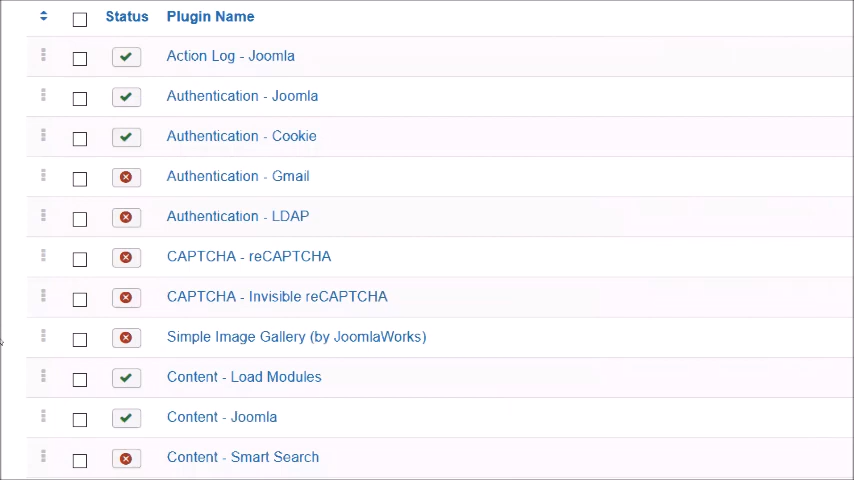 Status Plugin Name
Action Log - Joomla
Authentication - Joomla
Authentication - Cookie
Authentication - Gmail
Authentication - LDAP
CAPTCHA - reCAPTCHA
CAPTCHA - Invisible reCAPTCHA
Simple Image Gallery (by JoomlaWorks)
Content - Load Modules
Content - Joomla
Content - Smart Search